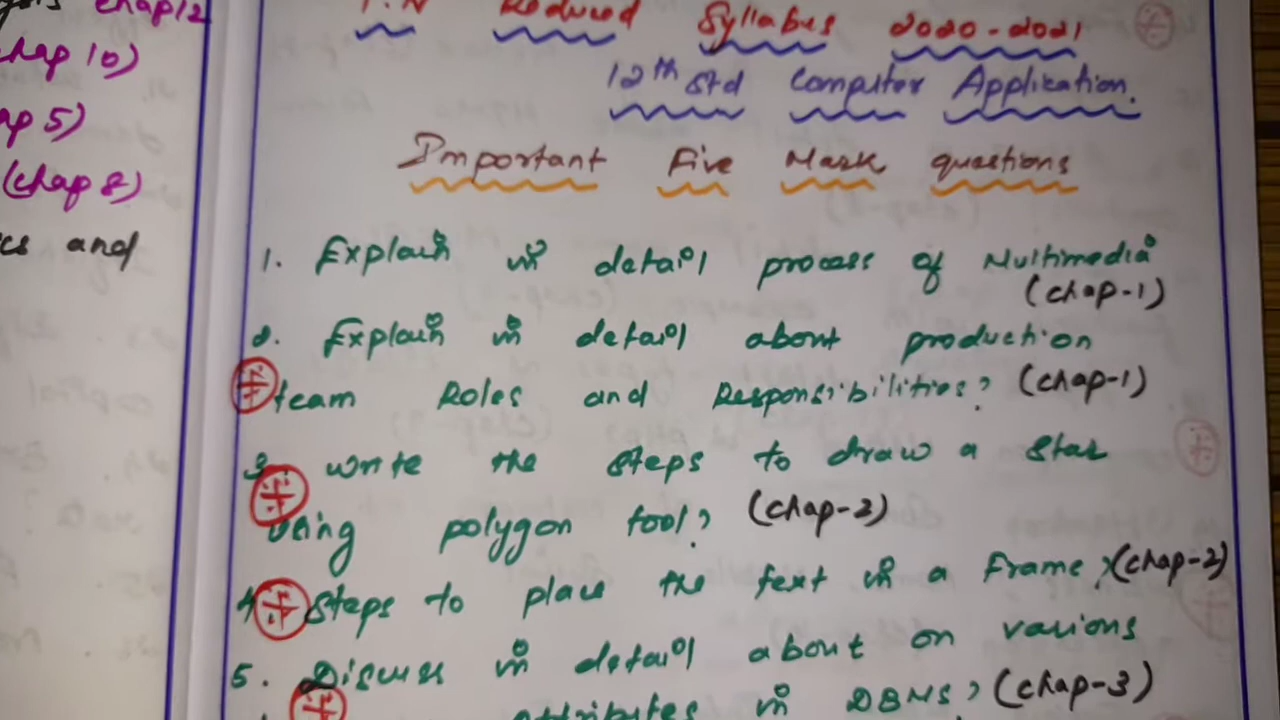 chap12
chap 10)
ap 5)
(chap 8)
and
T.N Reduced Syllabus 2020-2021
12th std Computer Application.
Important Five Mark questions
1. Explain in detail process of Multimedia
(chap-1)
2. Explain in detail about production
team Roles and Responsibilities? (chap-1)
3. write the steps to draw a star
using polygon tool? (chap-2)
4. steps to place the text in a Frame? (chap-2)
5. Discuss in detail about on various
attributes in DBMS? (chap-3)